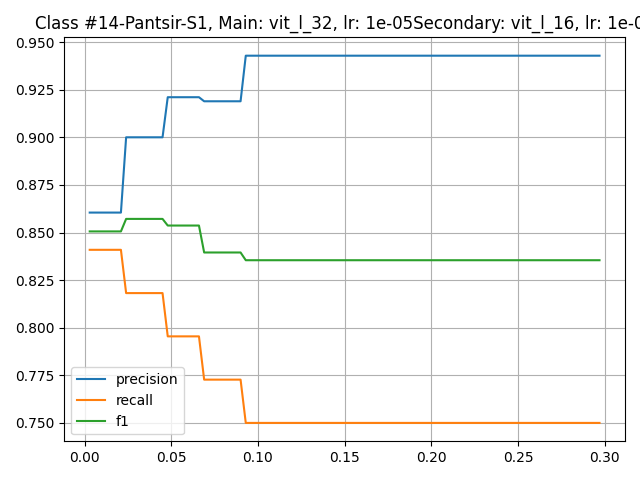 Class #14-Pantsir-S1, Main: vit_l_32, lr: 1e-05Secondary: vit_l_16, lr: 1e-0
0.950
0.925
0.900
0.875
0.850
0.825
0.800
0.775
0.750
precision
recall
f1
0.00 0.05 0.10 0.15 0.20 0.25 0.30